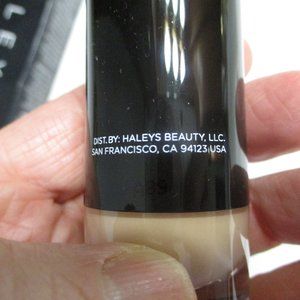 DIST. BY: HALEYS BEAUTY, LLC.
SAN FRANCISCO, CA 94123 USA